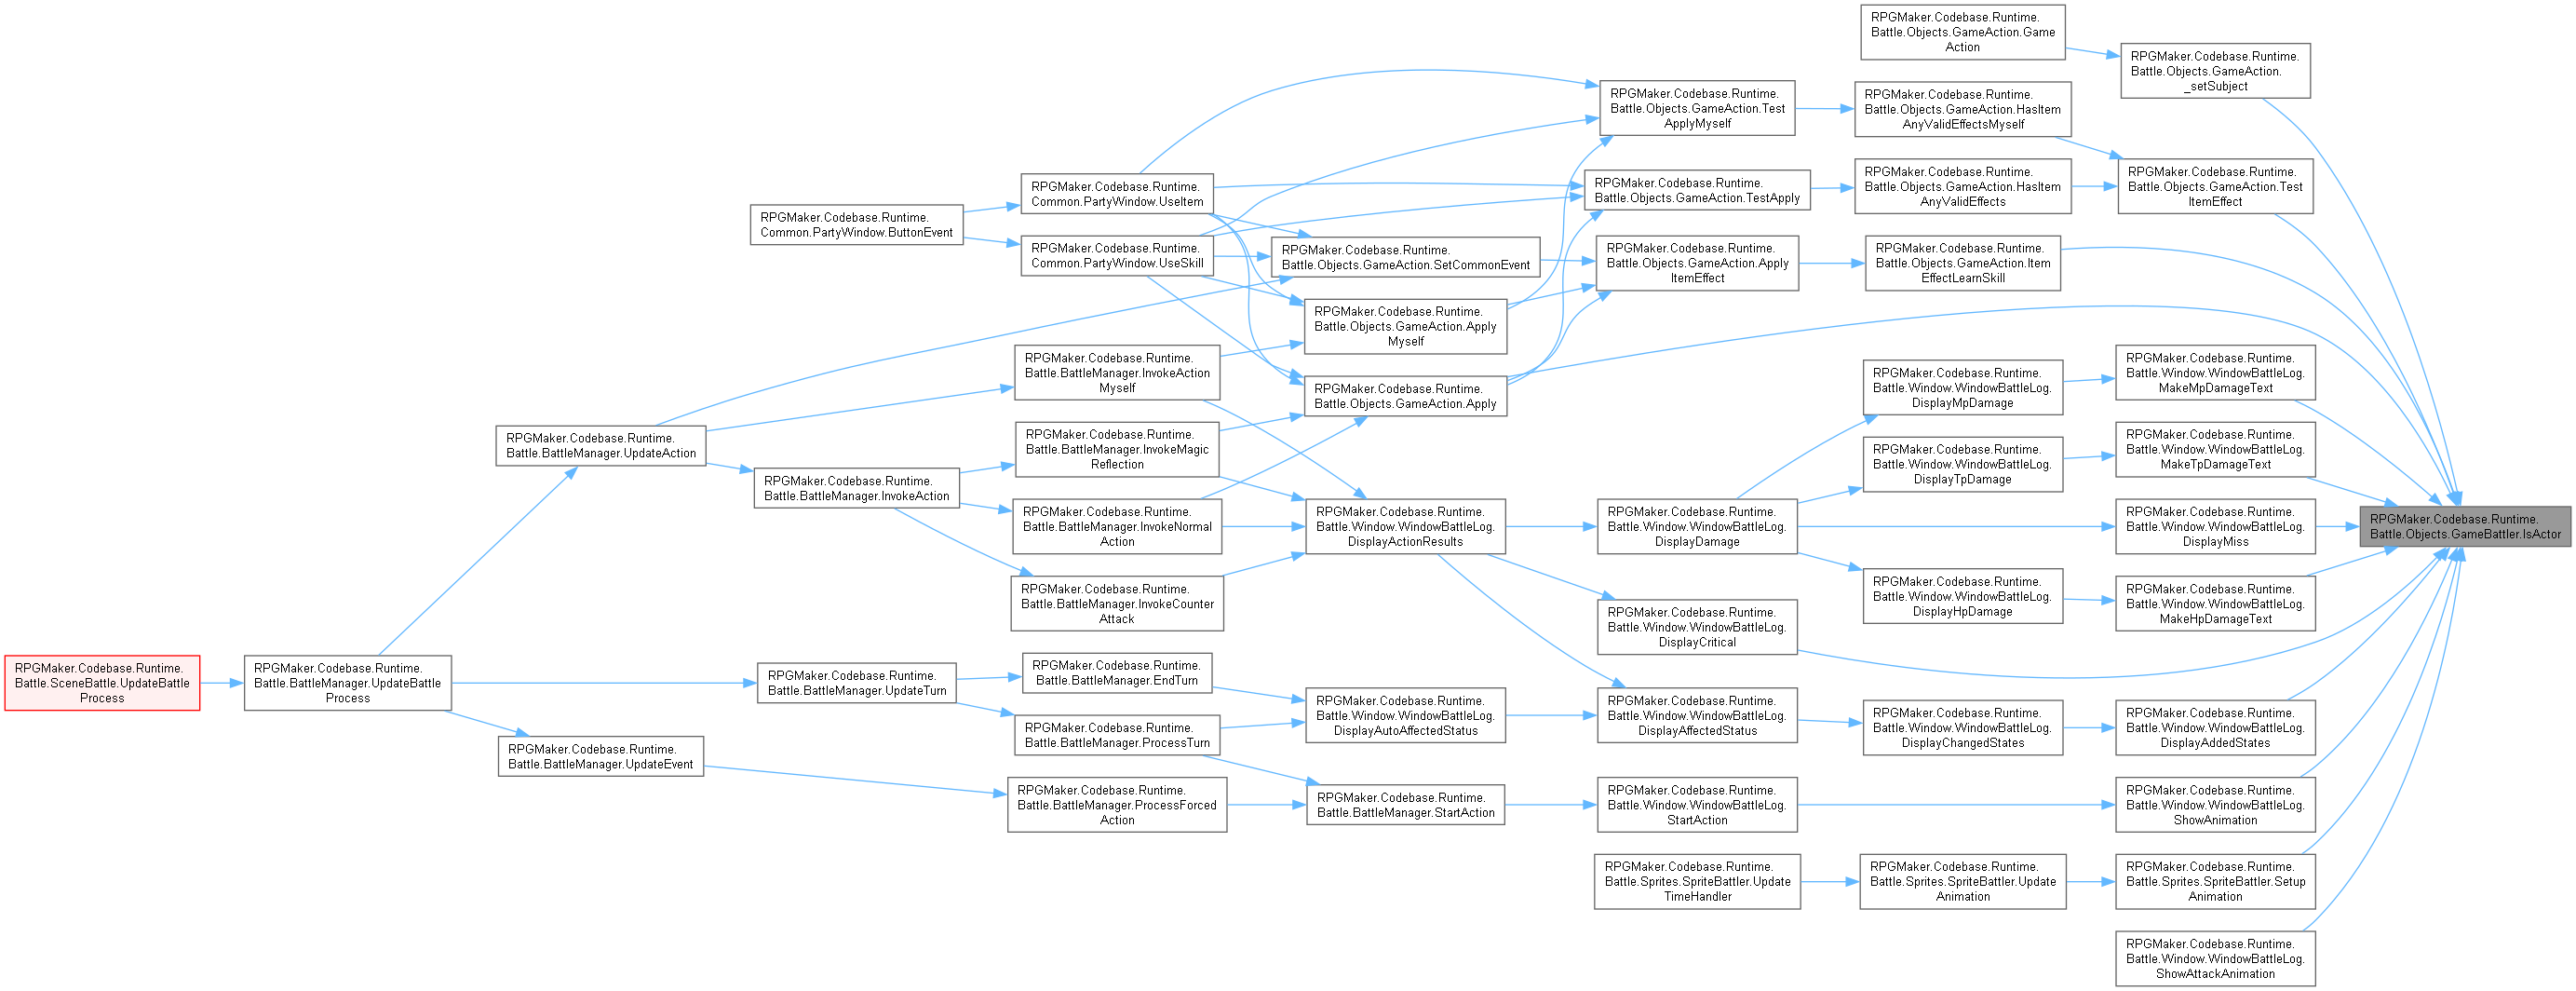 RPGMaker.Codebase.Runtime.
Battle.Objects.GameAction.Game
Action
RPGMaker.Codebase.Runtime.
Battle.Objects.GameAction.
_setSubject
RPGMaker.Codebase.Runtime.
Battle.Objects.GameAction.Test
ApplyMyself
RPGMaker.Codebase.Runtime.
Battle.Objects.GameAction.HasItem
AnyValidEffectsMyself
RPGMaker.Codebase.Runtime.
Common.PartyWindow.UseItem
RPGMaker.Codebase.Runtime.
Battle.Objects.GameAction.TestApply
RPGMaker.Codebase.Runtime.
Battle.Objects.GameAction.HasItem
AnyValidEffects
RPGMaker.Codebase.Runtime.
Battle.Objects.GameAction.Test
ItemEffect
RPGMaker.Codebase.Runtime.
Common.PartyWindow.ButtonEvent
RPGMaker.Codebase.Runtime.
Common.PartyWindow.UseSkill
RPGMaker.Codebase.Runtime.
Battle.Objects.GameAction.SetCommonEvent
RPGMaker.Codebase.Runtime.
Battle.Objects.GameAction.Apply
ItemEffect
RPGMaker.Codebase.Runtime.
Battle.Objects.GameAction.Item
EffectLearnSkill
RPGMaker.Codebase.Runtime.
Battle.Objects.GameAction.Apply
Myself
RPGMaker.Codebase.Runtime.
Battle.BattleManager.InvokeAction
Myself
RPGMaker.Codebase.Runtime.
Battle.Objects.GameAction.Apply
RPGMaker.Codebase.Runtime.
Battle.Window.WindowBattleLog.
DisplayMpDamage
RPGMaker.Codebase.Runtime.
Battle.Window.WindowBattleLog.
MakeMpDamageText
RPGMaker.Codebase.Runtime.
Battle.BattleManager.UpdateAction
RPGMaker.Codebase.Runtime.
Battle.BattleManager.InvokeMagic
Reflection
RPGMaker.Codebase.Runtime.
Battle.Window.WindowBattleLog.
DisplayTpDamage
RPGMaker.Codebase.Runtime.
Battle.Window.WindowBattleLog.
MakeTpDamageText
RPGMaker.Codebase.Runtime.
Battle.BattleManager.InvokeAction
RPGMaker.Codebase.Runtime.
Battle.BattleManager.InvokeNormal
Action
RPGMaker.Codebase.Runtime.
Battle.Window.WindowBattleLog.
DisplayActionResults
RPGMaker.Codebase.Runtime.
Battle.Window.WindowBattleLog.
DisplayDamage
RPGMaker.Codebase.Runtime.
Battle.Window.WindowBattleLog.
DisplayMiss
RPGMaker.Codebase.Runtime.
Battle.Objects.GameBattler.IsActor
RPGMaker.Codebase.Runtime.
Battle.BattleManager.InvokeCounter
Attack
RPGMaker.Codebase.Runtime.
Battle.Window.WindowBattleLog.
DisplayHpDamage
RPGMaker.Codebase.Runtime.
Battle.Window.WindowBattleLog.
MakeHpDamageText
RPGMaker.Codebase.Runtime.
Battle.Window.WindowBattleLog.
DisplayCritical
RPGMaker.Codebase.Runtime.
Battle.SceneBattle.UpdateBattle
Process
RPGMaker.Codebase.Runtime.
Battle.BattleManager.UpdateBattle
Process
RPGMaker.Codebase.Runtime.
Battle.BattleManager.UpdateTurn
RPGMaker.Codebase.Runtime.
Battle.BattleManager.EndTurn
RPGMaker.Codebase.Runtime.
Battle.Window.WindowBattleLog.
DisplayAutoAffectedStatus
RPGMaker.Codebase.Runtime.
Battle.Window.WindowBattleLog.
DisplayAffectedStatus
RPGMaker.Codebase.Runtime.
Battle.Window.WindowBattleLog.
DisplayChangedStates
RPGMaker.Codebase.Runtime.
Battle.Window.WindowBattleLog.
DisplayAddedStates
RPGMaker.Codebase.Runtime.
Battle.BattleManager.ProcessTurn
RPGMaker.Codebase.Runtime.
Battle.BattleManager.UpdateEvent
RPGMaker.Codebase.Runtime.
Battle.BattleManager.ProcessForced
Action
RPGMaker.Codebase.Runtime.
Battle.BattleManager.StartAction
RPGMaker.Codebase.Runtime.
Battle.Window.WindowBattleLog.
StartAction
RPGMaker.Codebase.Runtime.
Battle.Window.WindowBattleLog.
ShowAnimation
RPGMaker.Codebase.Runtime.
Battle.Sprites.SpriteBattler.Update
TimeHandler
RPGMaker.Codebase.Runtime.
Battle.Sprites.SpriteBattler.Update
Animation
RPGMaker.Codebase.Runtime.
Battle.Sprites.SpriteBattler.Setup
Animation
RPGMaker.Codebase.Runtime.
Battle.Window.WindowBattleLog.
ShowAttackAnimation